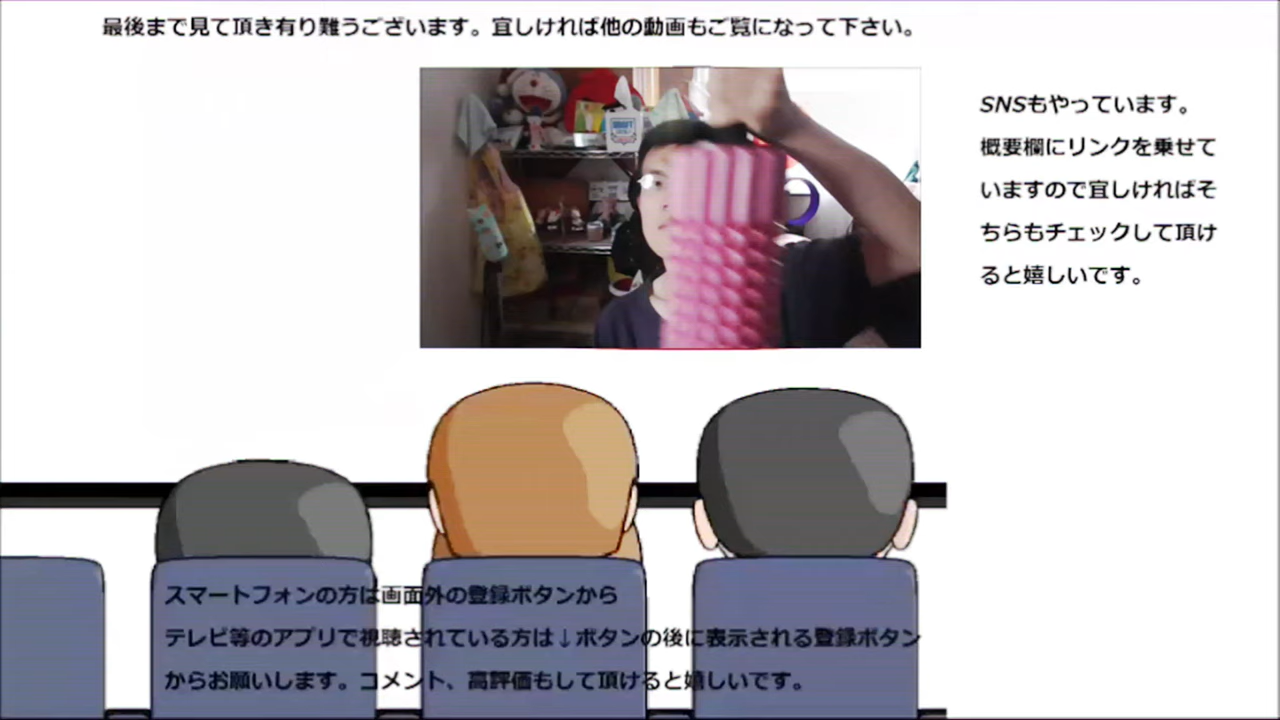 最後まで見て頂き有り難うございます。宜しければ他の動画もご覧になって下さい。
SNSもやっています。
概要欄にリンクを乗せて
いますので宜しければそ
ちらもチェックして頂け
ると嬉しいです。
スマートフォンの方は画面外の登録ボタンから
テレビ等のアプリで視聴されている方は↓ボタンの後に表示される登録ボタン
からお願いします。コメント、高評価もして頂けると嬉しいです。